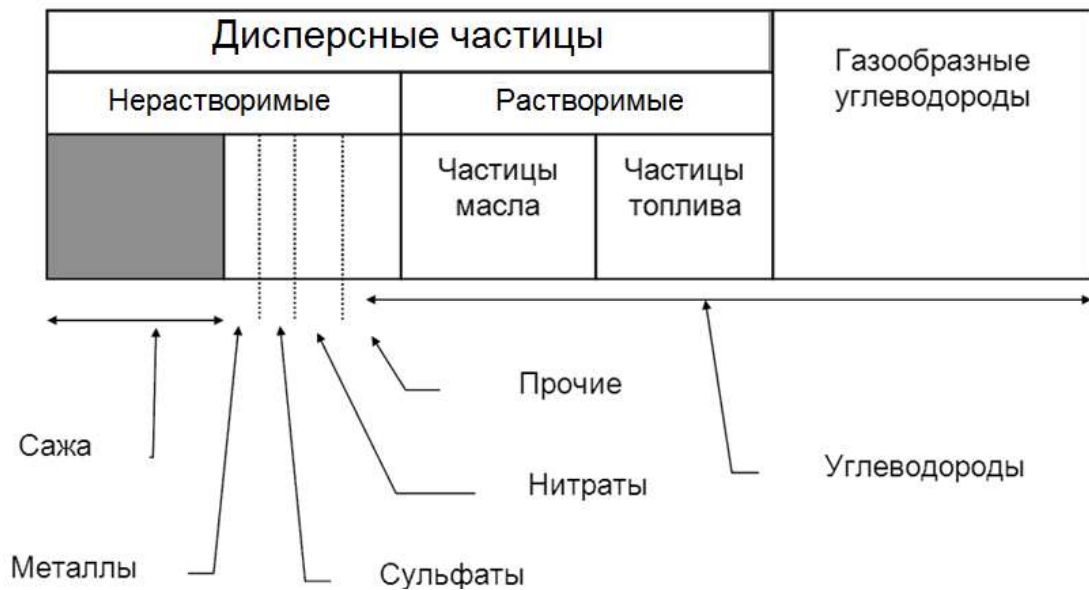 Дисперсные частицы
Газообразные
углеводороды
Нерастворимые
Растворимые
Частицы
масла
Частицы
топлива
Прочие
Сажа
Углеводороды
Нитраты
Металлы
Сульфаты